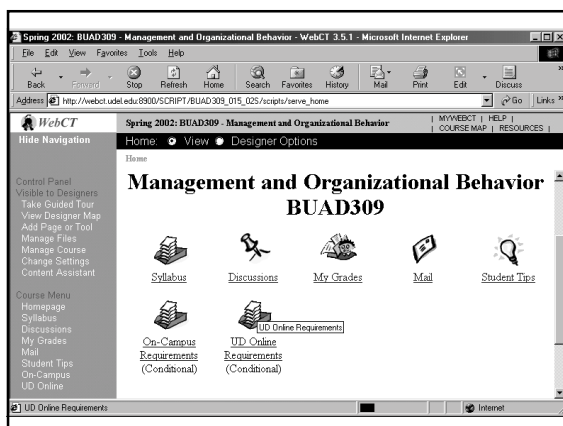 Spring 2002: BUAD309 - Management and Organizational Behavior - WebCT 3.5.1 - Microsoft Internet Explorer
File Edit View Favorites Tools Help
Back Forward Stop Refresh Home Search Favorites History Mail Print Edit Discuss
Address http://webct.udel.edu:8900/SCRIPT/BUAD309_015_02S/scripts/serve_home Go Links
WebCT
Spring 2002: BUAD309 - Management and Organizational Behavior
| MYWEBCT | HELP |
| COURSE MAP | RESOURCES |
Hide Navigation
Home: View Designer Options
Home
Control Panel
Visible to Designers
Take Guided Tour
View Designer Map
Add Page or Tool
Manage Files
Manage Course
Change Settings
Content Assistant
Course Menu
Homepage
Syllabus
Discussions
My Grades
Mail
Student Tips
On-Campus
UD Online
Management and Organizational Behavior
BUAD309
Syllabus Discussions My Grades Mail Student Tips
UD Online Requirements
On-Campus
Requirements
(Conditional)
UD Online
Requirements
(Conditional)
UD Online Requirements
Internet